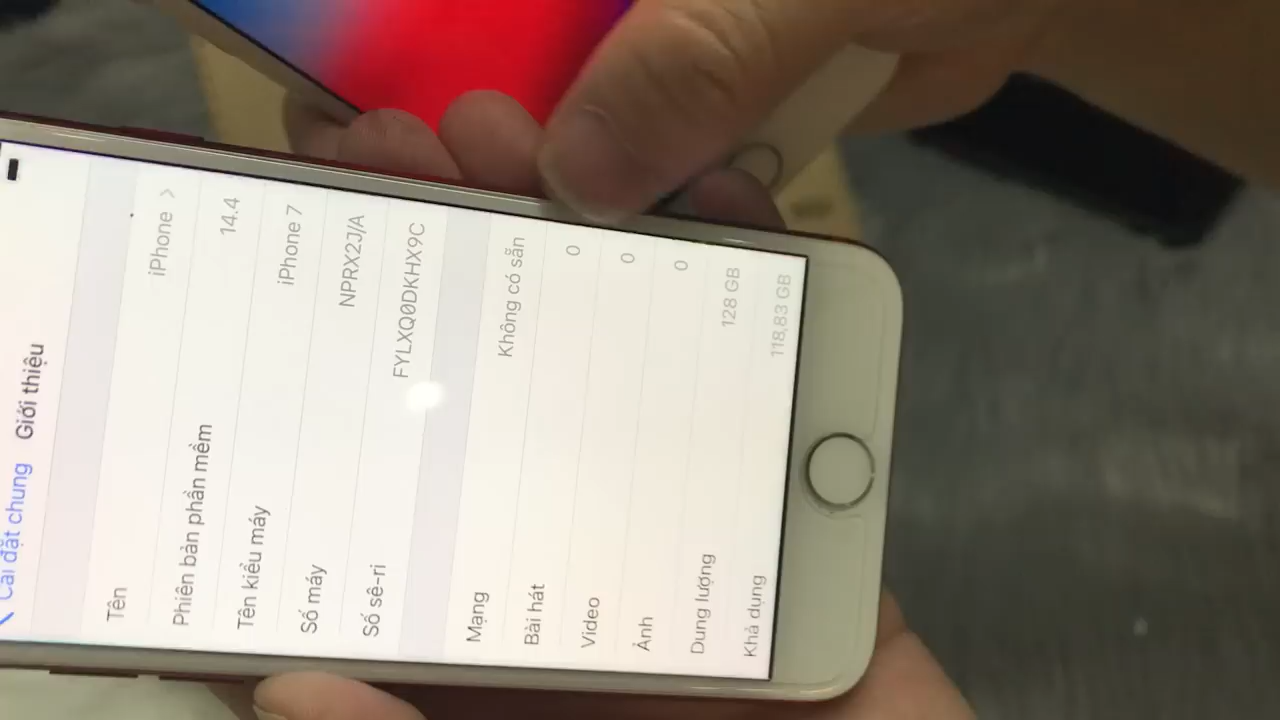 Cài đặt chung Giới thiệu
Tên iPhone >
Phiên bản phần mềm 14.4
Tên kiểu máy iPhone 7
Số máy NPRX2J/A
Số sê-ri FYLXQ0DKHX9C
Mạng Không có sẵn
Bài hát 0
Video 0
Ảnh 0
Dung lượng 128 GB
Khả dụng 118,83 GB